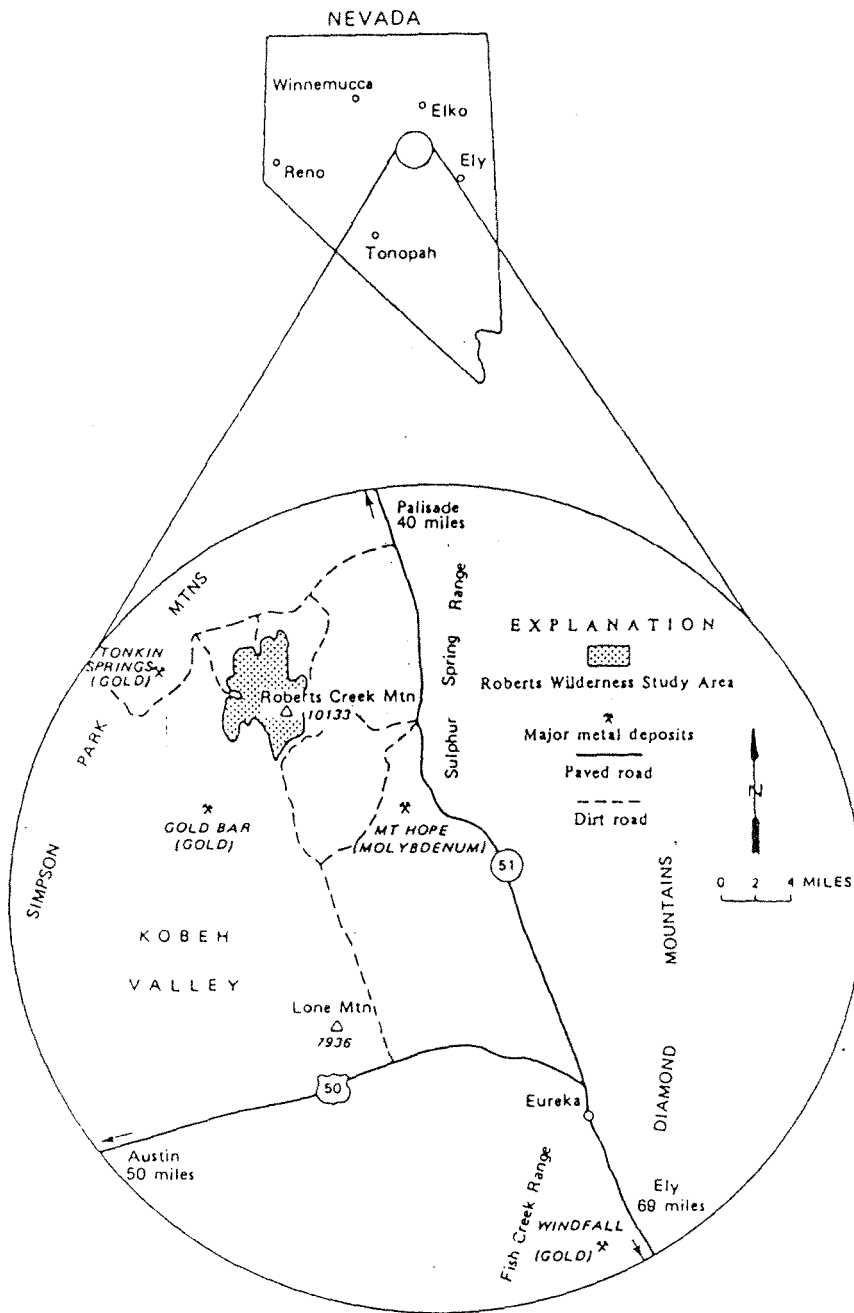 NEVADA
Winnemucca
Elko
Reno
Ely
Tonopah
Palisade
40 miles
MTNS
PARK
SIMPSON
Sulphur Spring Range
EXPLANATION
Roberts Wilderness Study Area
Major metal deposits
Paved road
Dirt road
TONKIN
SPRINGS
(GOLD)
Roberts Creek Mtn
10133
GOLD BAR
(GOLD)
MT HOPE
(MOLYBDENUM)
51
N
0 2 4 MILES
KOBEH
VALLEY
DIAMOND MOUNTAINS
Lone Mtn
7936
50
Eureka
Austin
50 miles
Fish Creek Range
Ely
69 miles
WINDFALL
(GOLD)